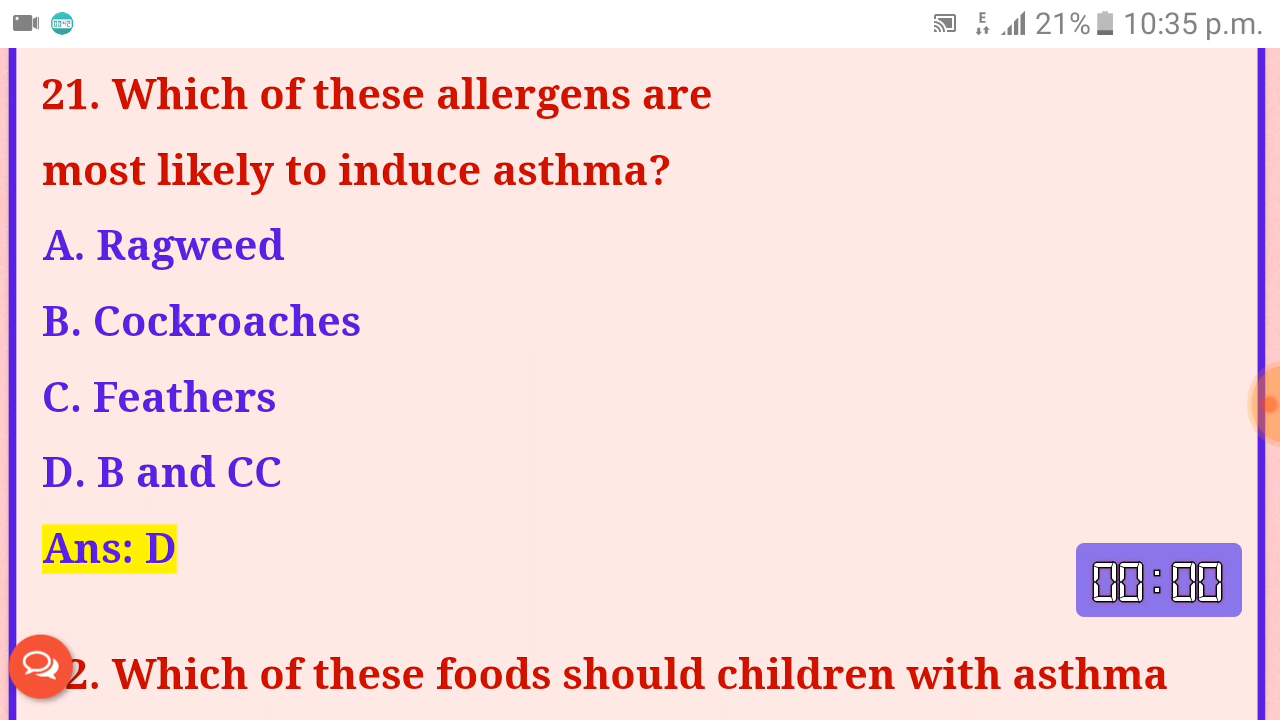 E 21% 10:35 p.m.
21. Which of these allergens are
most likely to induce asthma?
A. Ragweed
B. Cockroaches
C. Feathers
D. B and CC
Ans: D
00:00
2. Which of these foods should children with asthma